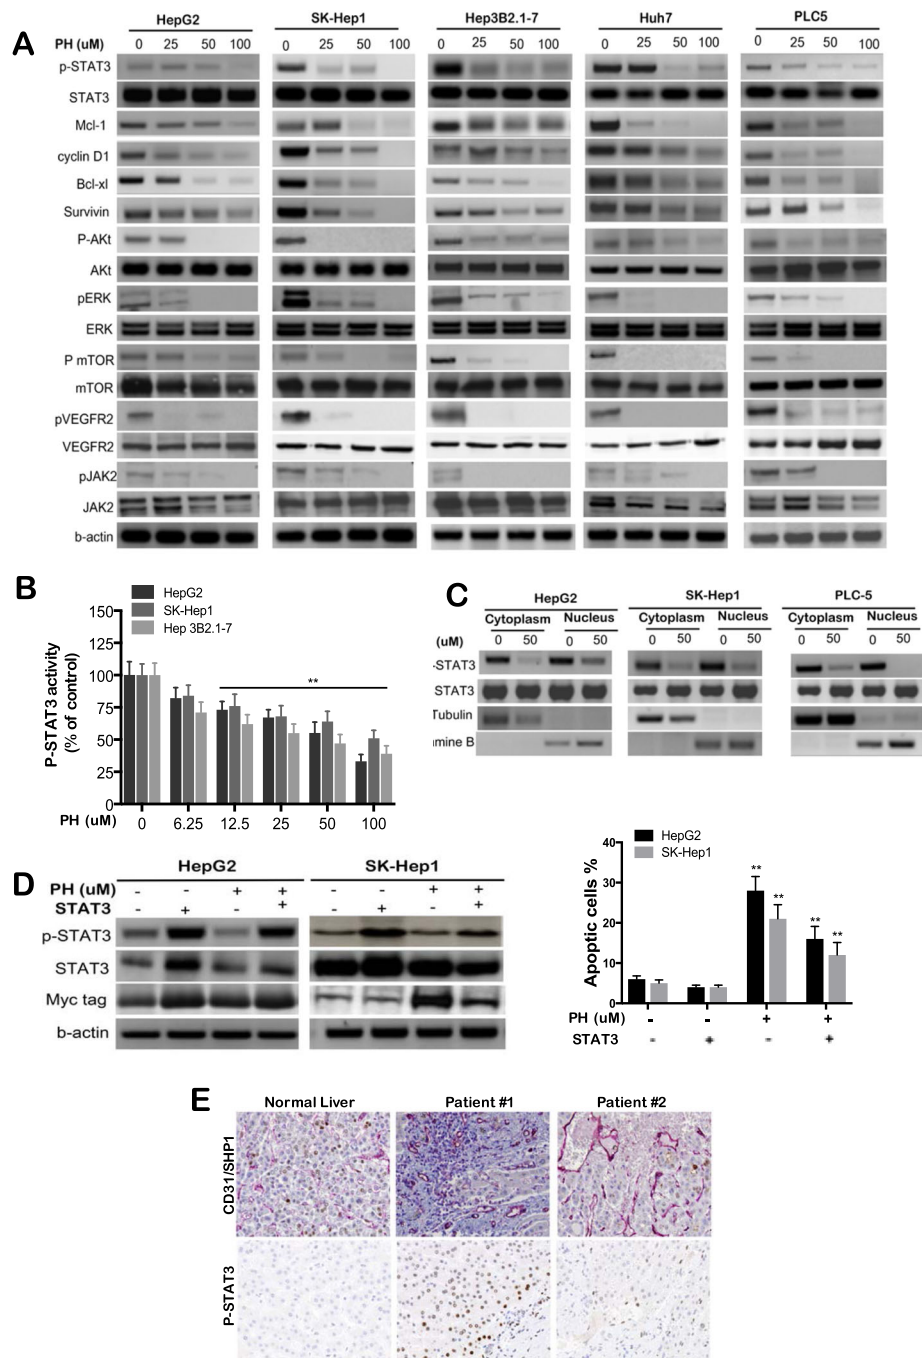 HepG2 SK-Hep1 Hep3B2.1-7 Huh7 PLC5
A
PH (uM) 0 25 50 100 0 25 50 100 0 25 50 100 0 25 50 100 0 25 50 100
p-STAT3
STAT3
Mcl-1
cyclin D1
Bcl-xl
Survivin
P-AKt
AKt
pERK
ERK
P mTOR
mTOR
pVEGFR2
VEGFR2
pJAK2
JAK2
b-actin
B
HepG2
SK-Hep1
Hep 3B2.1-7
P-STAT3 activity
(% of control)
150
125
100
75
50
25
0
**
PH (uM) 0 6.25 12.5 25 50 100
C
HepG2 SK-Hep1 PLC-5
Cytoplasm Nucleus Cytoplasm Nucleus Cytoplasm Nucleus
(uM) 0 50 0 50 0 50 0 50 0 50 0 50
-STAT3
STAT3
Tubulin
mine B
D
HepG2 SK-Hep1
PH (uM) - - + + - - + +
STAT3 - + - + - + - +
p-STAT3
STAT3
Myc tag
b-actin
HepG2
SK-Hep1
Apoptic cells %
40
30
20
10
0
** ** ** **
PH (uM) - - + +
STAT3 - + - +
E
Normal Liver Patient #1 Patient #2
CD31/SHP1
P-STAT3